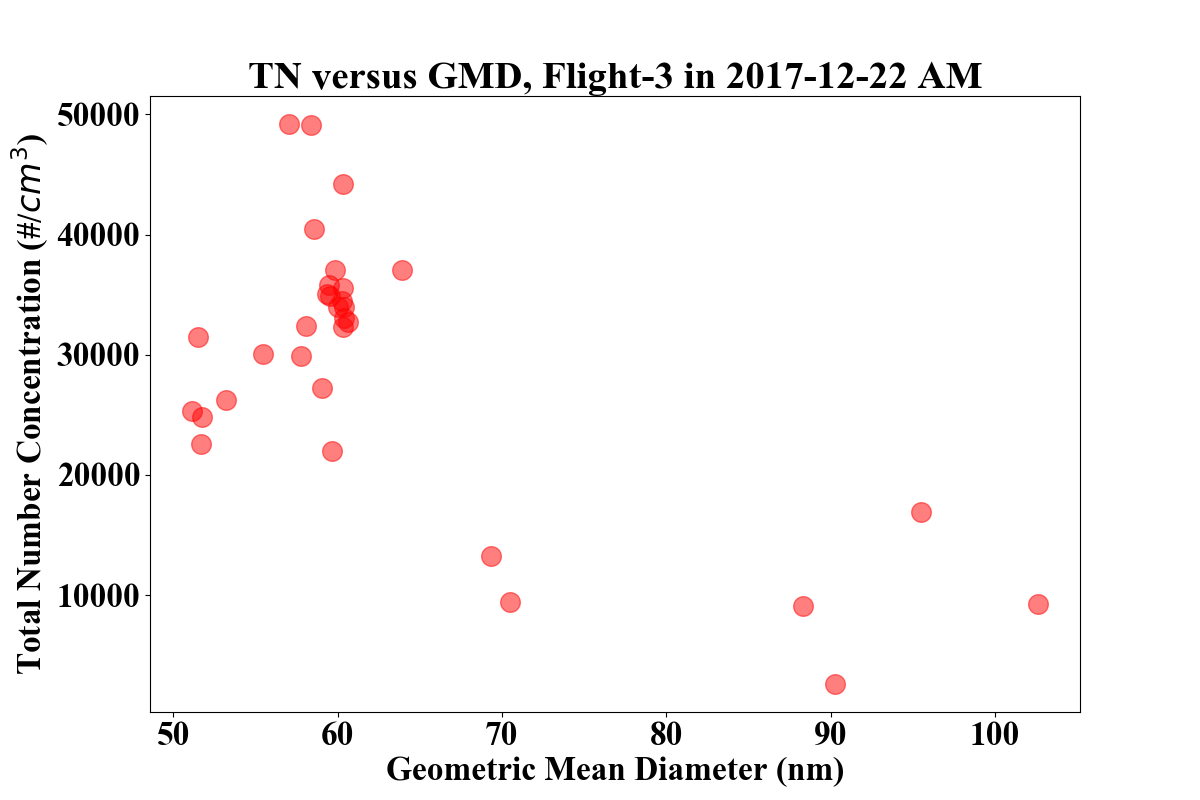 TN versus GMD, Flight-3 in 2017-12-22 AM
Total Number Concentration (#/cm³)
50000
40000
30000
20000
10000
50 60 70 80 90 100
Geometric Mean Diameter (nm)